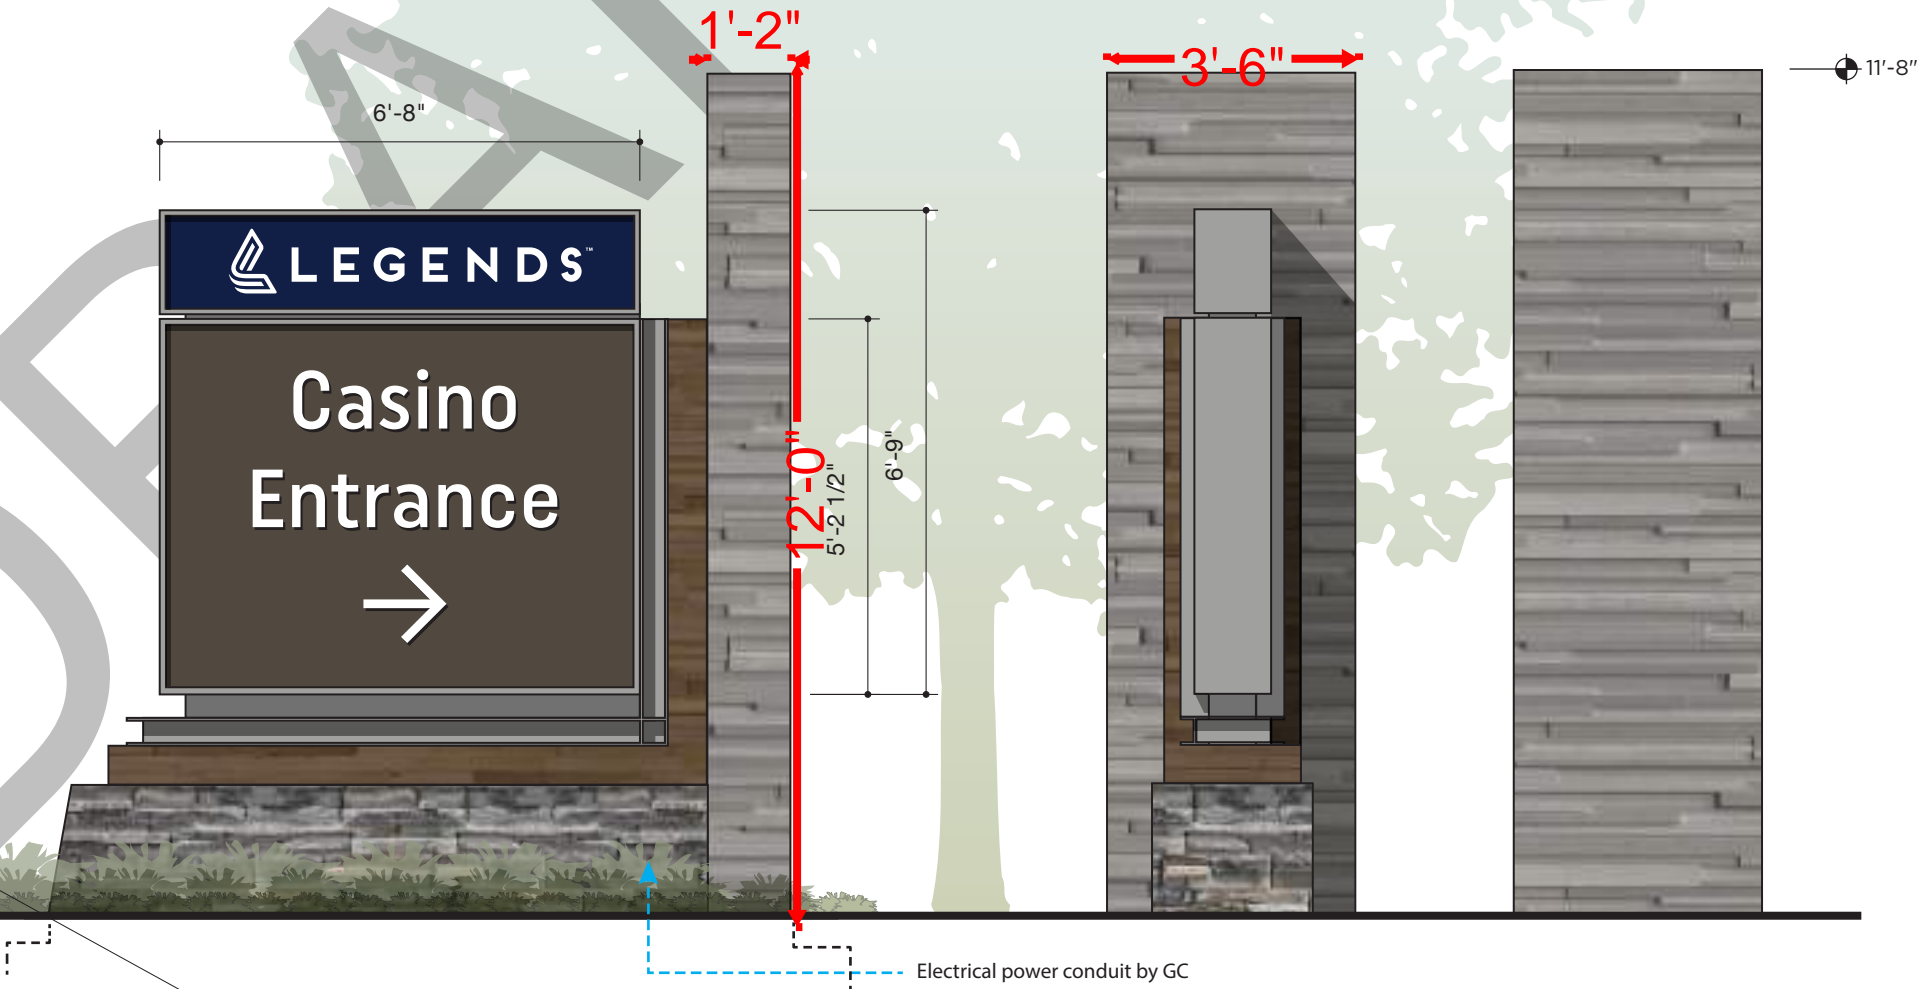 1'-2"
3'-6"
11'-8"
6'-8"
LEGENDS™
Casino
Entrance
12'-0"
5'-2 1/2"
6'-9"
Electrical power conduit by GC